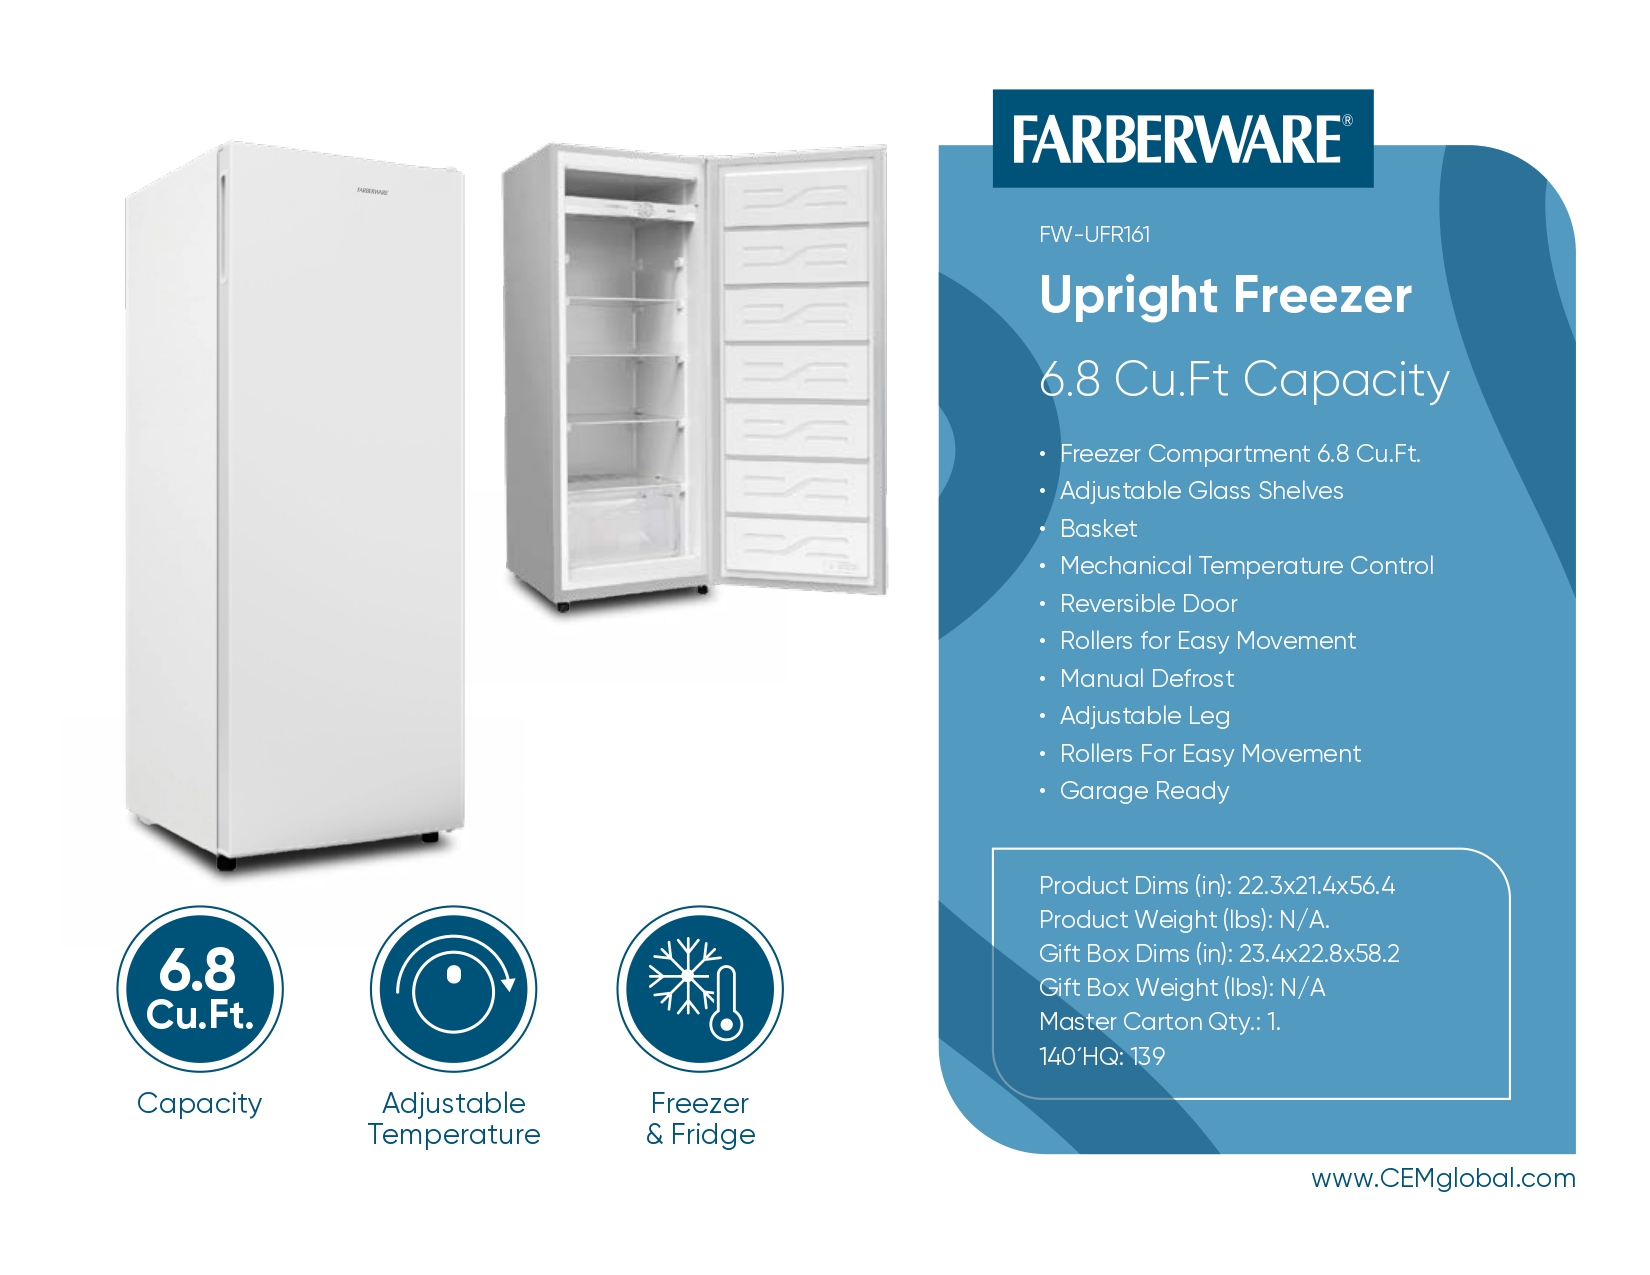 FARBERWARE
FARBERWARE®
FW-UFR161
Upright Freezer
6.8 Cu.Ft Capacity
• Freezer Compartment 6.8 Cu.Ft.
• Adjustable Glass Shelves
• Basket
• Mechanical Temperature Control
• Reversible Door
• Rollers for Easy Movement
• Manual Defrost
• Adjustable Leg
• Rollers For Easy Movement
• Garage Ready
Product Dims (in): 22.3x21.4x56.4
Product Weight (lbs): N/A.
Gift Box Dims (in): 23.4x22.8x58.2
Gift Box Weight (lbs): N/A
Master Carton Qty.: 1.
140´HQ: 139
6.8
Cu.Ft.
Capacity
Adjustable
Temperature
Freezer
& Fridge
www.CEMglobal.com